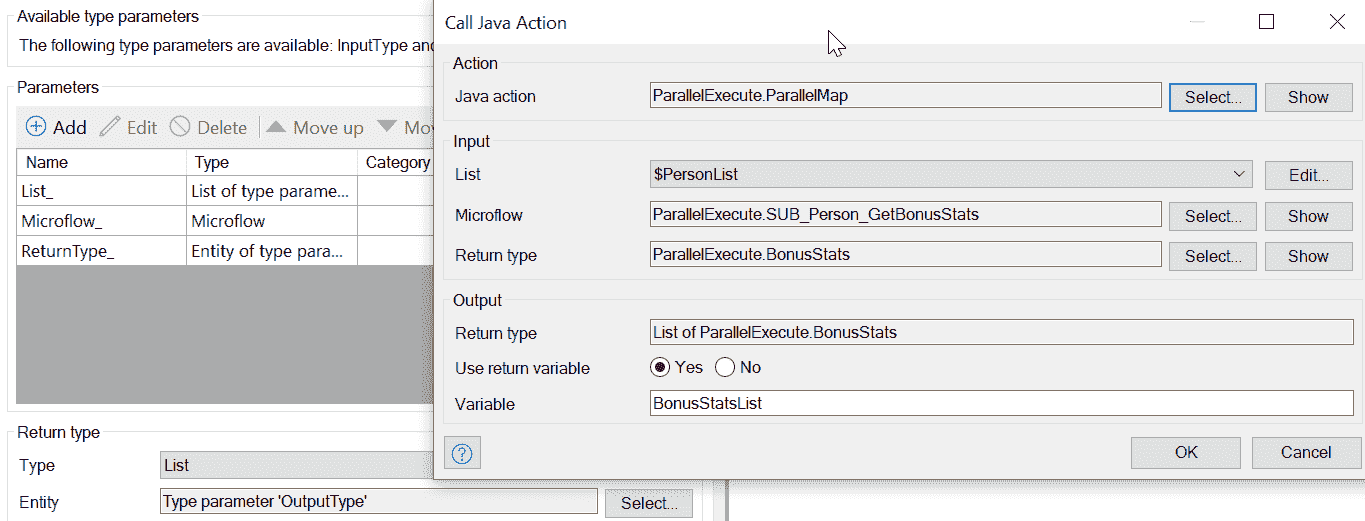 Available type parameters
The following type parameters are available: InputType and
Parameters
Add Edit Delete Move up Mov
Name Type Category
List_ List of type parame...
Microflow_ Microflow
ReturnType_ Entity of type para...
Return type
Type List
Entity Type parameter 'OutputType' Select...
Call Java Action
Action
Java action ParallelExecute.ParallelMap Select... Show
Input
List $PersonList Edit...
Microflow ParallelExecute.SUB_Person_GetBonusStats Select... Show
Return type ParallelExecute.BonusStats Select... Show
Output
Return type List of ParallelExecute.BonusStats
Use return variable Yes No
Variable BonusStatsList
? OK Cancel